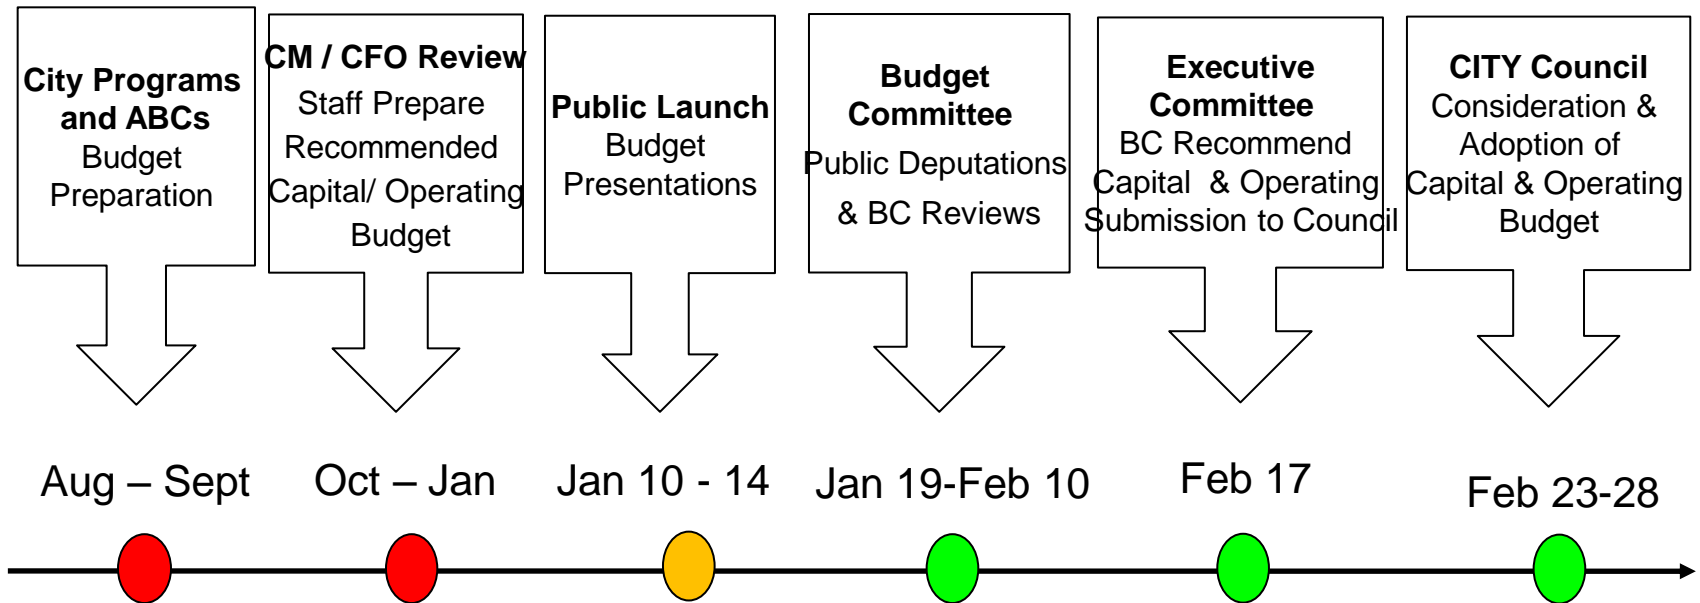 City Programs
and ABCs
Budget
Preparation
CM / CFO Review
Staff Prepare
Recommended
Capital/ Operating
Budget
Public Launch
Budget
Presentations
Budget
Committee
Public Deputations
& BC Reviews
Executive
Committee
BC Recommend
Capital & Operating
Submission to Council
CITY Council
Consideration &
Adoption of
Capital & Operating
Budget
Aug – Sept
Oct – Jan
Jan 10 - 14
Jan 19-Feb 10
Feb 17
Feb 23-28